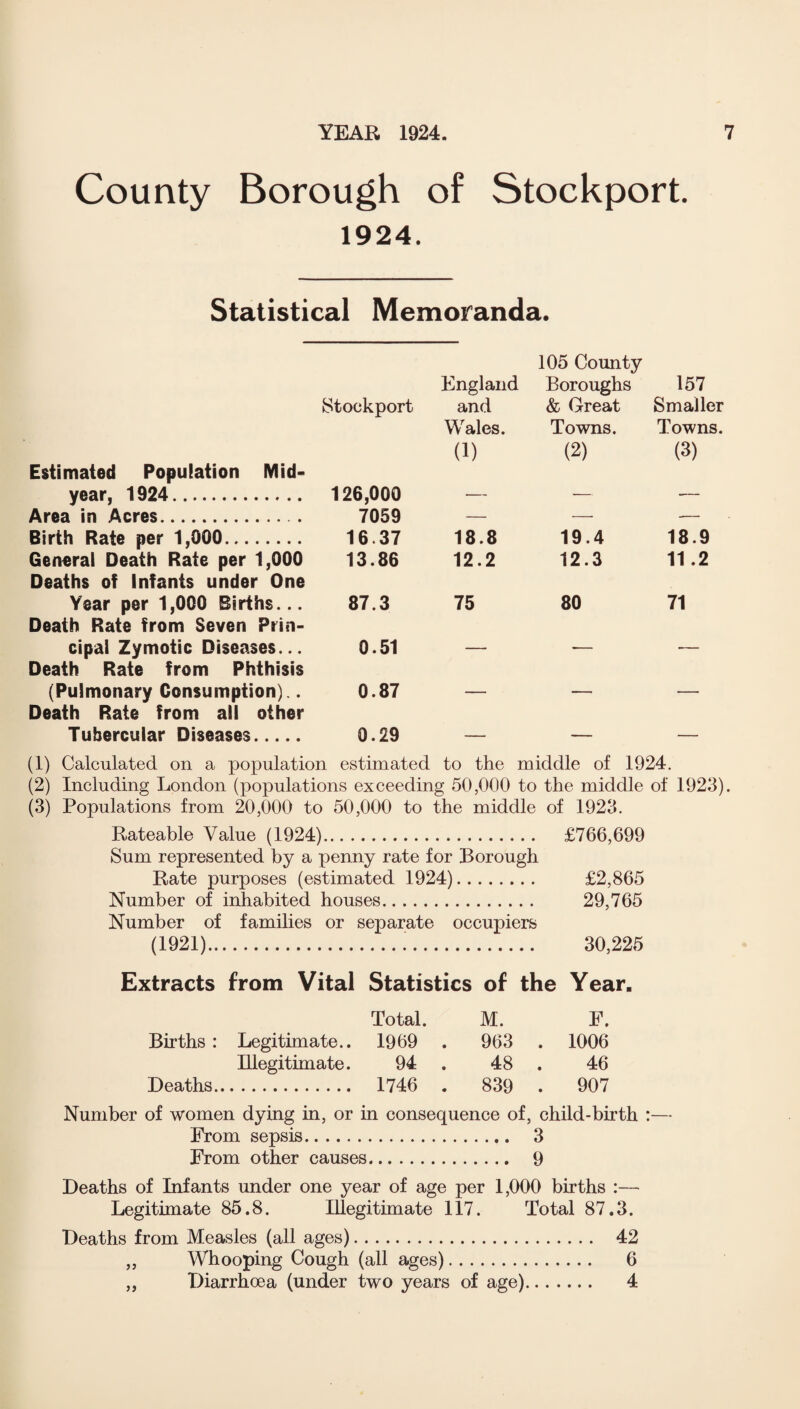 YEAR 1924. 7
County Borough of Stockport.
1924.
Statistical Memoranda.
105 County
England Boroughs 157
Stockport and & Great Smaller
Wales. Towns. Towns.
(1) (2) (3)
Estimated Population Mid-
year, 1924............. 126,000 — — —
Area in Acres............... 7059 — — —
Birth Rate per 1,000........ 16.37 18.8 19.4 18.9
General Death Rate per 1,000 13.86 12.2 12.3 11.2
Deaths of Infants under One
Year per 1,000 Births... 87.3 75 80 71
Death Rate from Seven Prin-
cipal Zymotic Diseases... 0.51 — — —
Death Rate from Phthisis
(Pulmonary Consumption).. 0.87 — — —
Death Rate from all other
Tubercular Diseases..... 0.29 — — —
(1) Calculated on a population estimated to the middle of 1924.
(2) Including London (populations exceeding 50,000 to the middle of 1923).
(3) Populations from 20,000 to 50,000 to the middle of 1923.
Rateable Value (1924)...................... £766,699
Sum represented by a penny rate for Borough
Rate purposes (estimated 1924)........ £2,865
Number of inhabited houses................ 29,765
Number of families or separate occupiers
(1921).................................. 30,225
Extracts from Vital Statistics of the Year.
Total. M. F.
Births : Legitimate.. 1969 . 963 . 1006
Illegitimate. 94 . 48 . 46
Deaths.............. 1746 . 839 . 907
Number of women dying in, or in consequence of, child-birth :—
From sepsis..................... 3
From other causes............... 9
Deaths of Infants under one year of age per 1,000 births :—
Legitimate 85.8. Illegitimate 117. Total 87.3.
Deaths from Measles (all ages)......................... 42
,, Whooping Cough (all ages)............... 6
,, Diarrhœa (under two years of age)....... 4